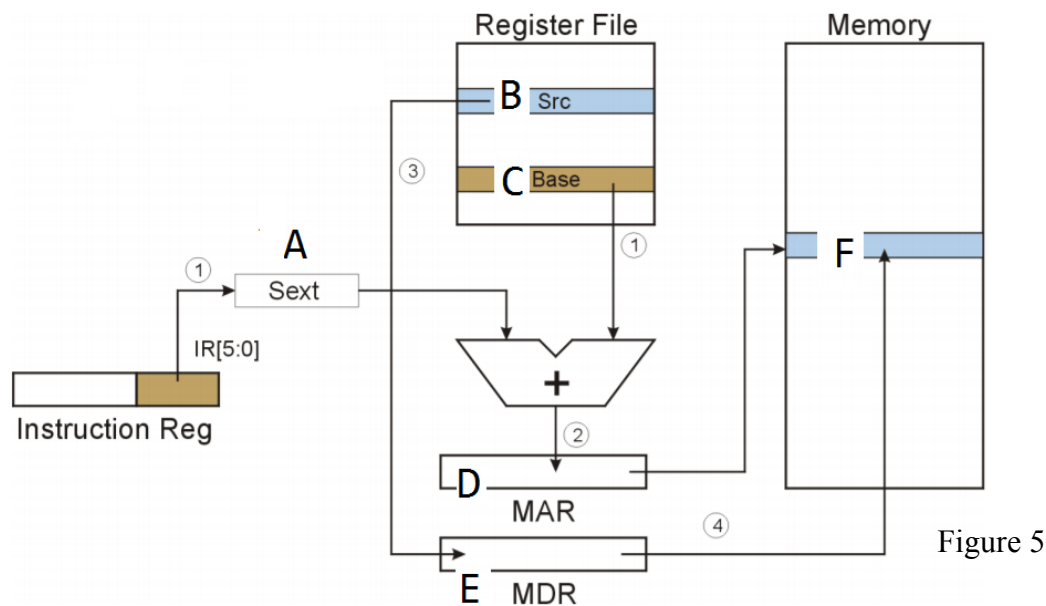 Register File
Memory
B Src
③
C Base
A
①
①
F
Sext
IR[5:0]
+
Instruction Reg
②
D
MAR
④
Figure 5
E
MDR